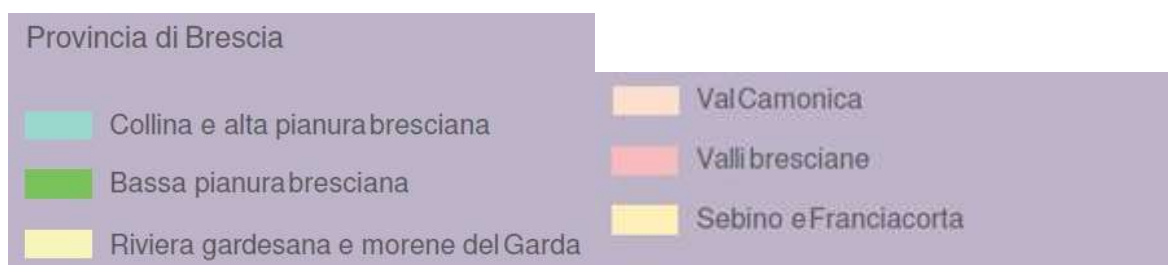 Provincia di Brescia
Collina e alta pianura bresciana
Bassa pianura bresciana
Riviera gardesana e morene del Garda
Val Camonica
Valli bresciane
Sebino e Franciacorta